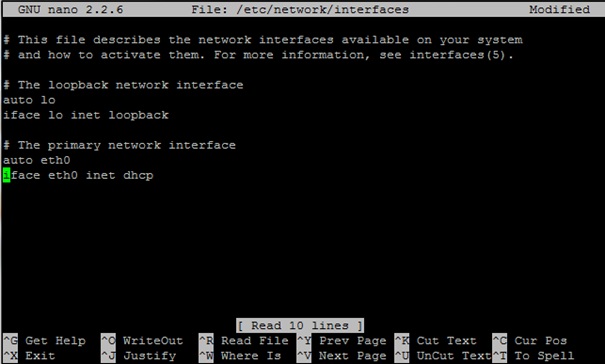 GNU nano 2.2.6 File: /etc/network/interfaces Modified
# This file describes the network interfaces available on your system
# and how to activate them. For more information, see interfaces(5).
# The loopback network interface
auto lo
iface lo inet loopback
# The primary network interface
auto eth0
iface eth0 inet dhcp
[ Read 10 lines ]
^G Get Help ^O WriteOut ^R Read File ^Y Prev Page ^K Cut Text ^C Cur Pos
^X Exit ^J Justify ^W Where Is ^V Next Page ^U UnCut Text ^T To Spell